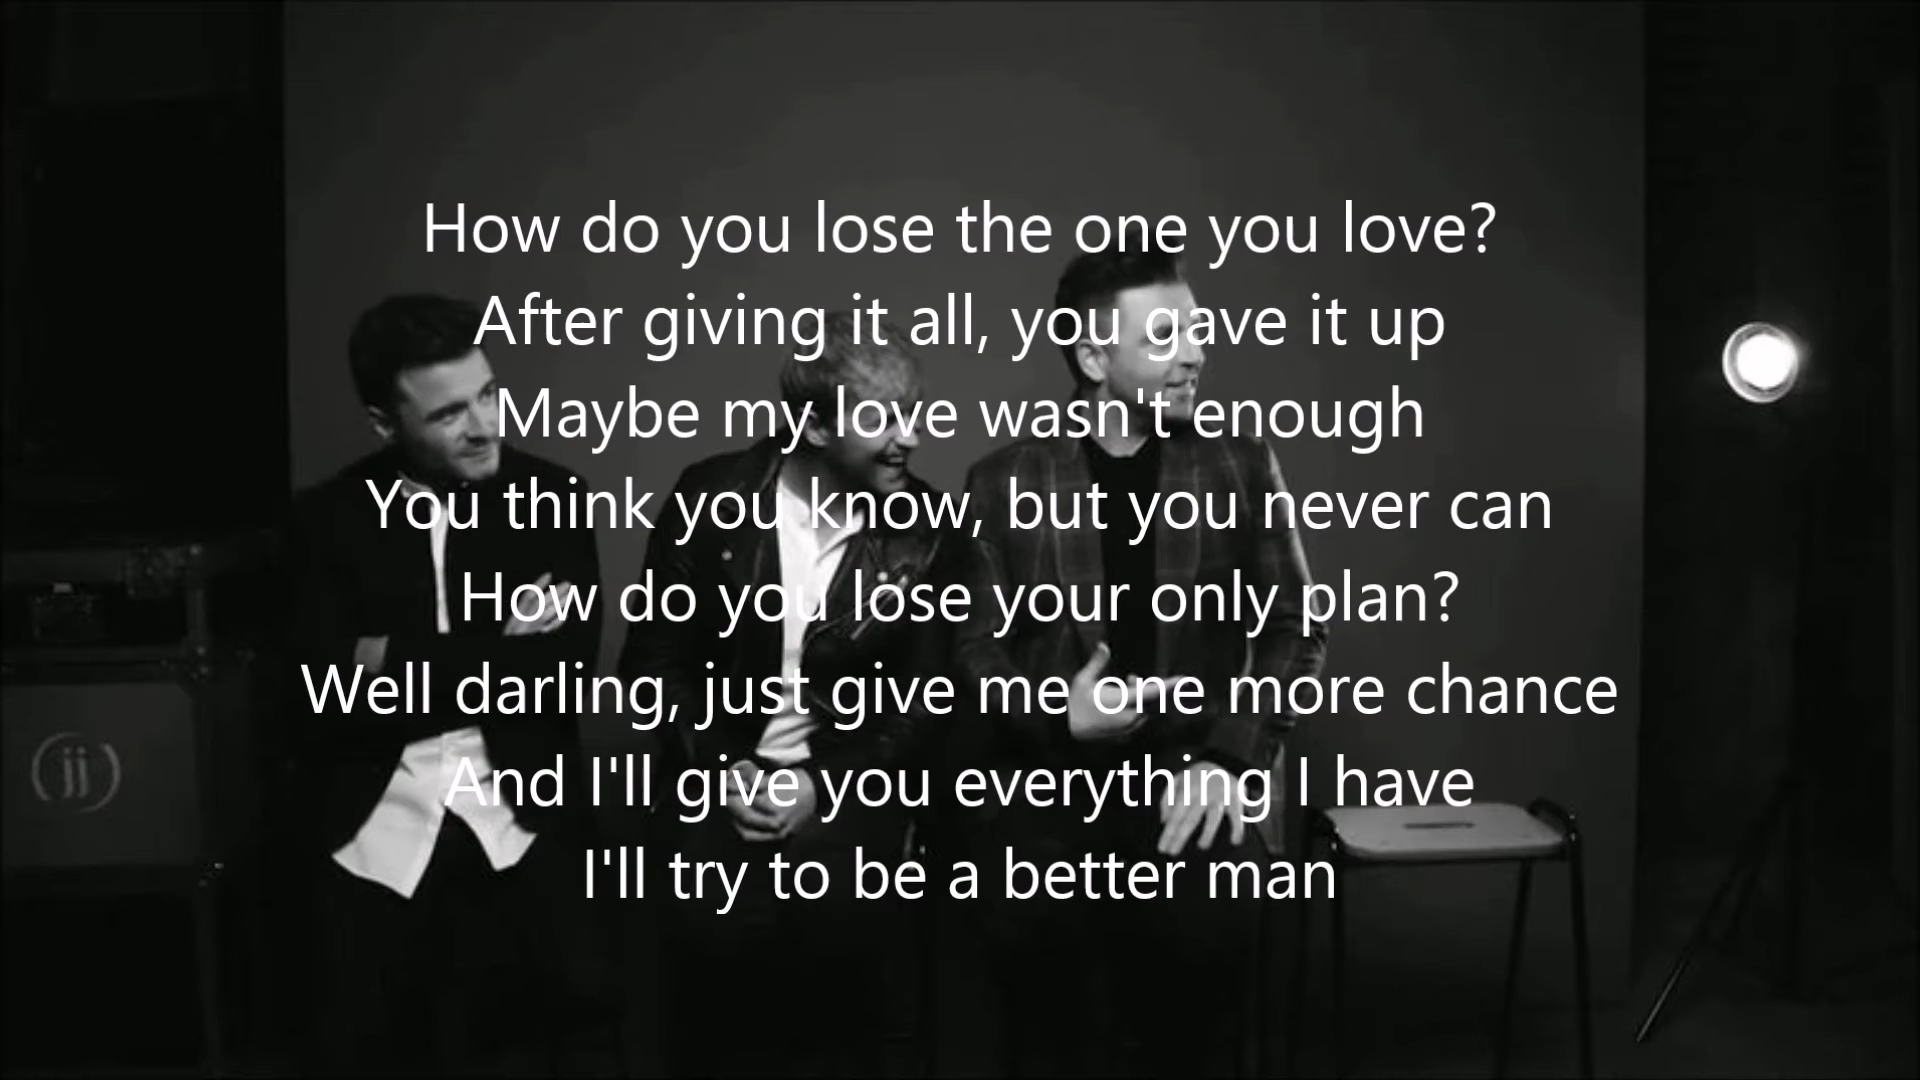 How do you lose the one you love?
After giving it all, you gave it up
Maybe my love wasn't enough
You think you know, but you never can
How do you lose your only plan?
Well darling, just give me one more chance
And I'll give you everything I have
I'll try to be a better man
(jj)